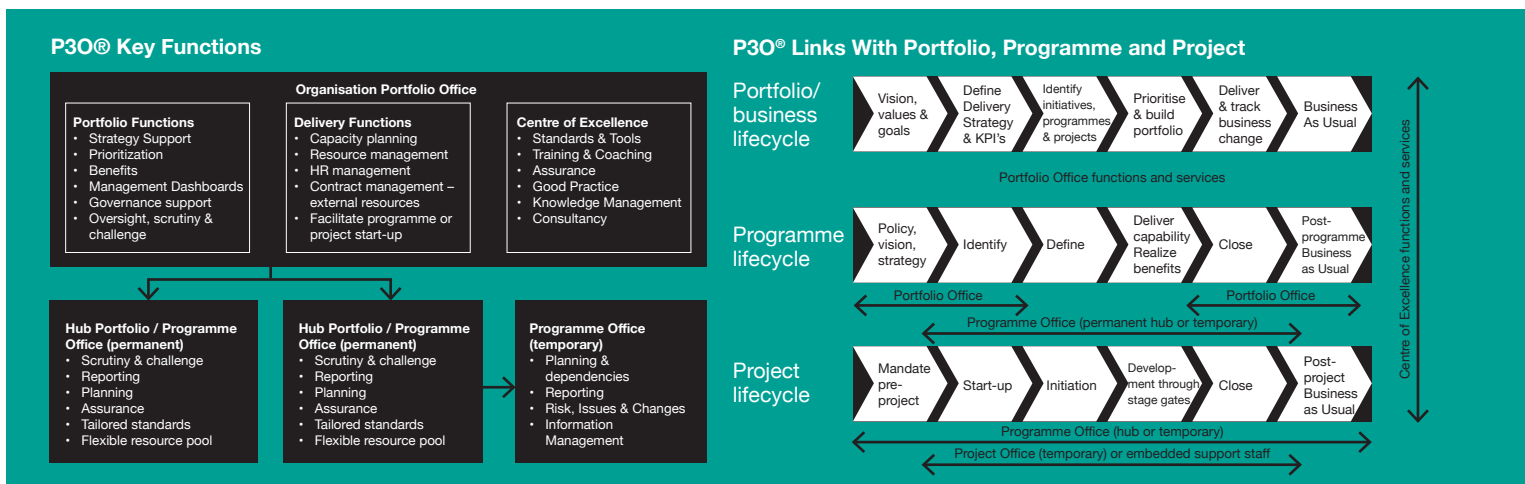 P3O® Key Functions
Organisation Portfolio Office
Portfolio Functions
• Strategy Support
• Prioritization
• Benefits
• Management Dashboards
• Governance support
• Oversight, scrutiny &
challenge
Delivery Functions
• Capacity planning
• Resource management
• HR management
• Contract management –
external resources
• Facilitate programme or
project start-up
Centre of Excellence
• Standards & Tools
• Training & Coaching
• Assurance
• Good Practice
• Knowledge Management
• Consultancy
Hub Portfolio / Programme
Office (permanent)
• Scrutiny & challenge
• Reporting
• Planning
• Assurance
• Tailored standards
• Flexible resource pool
Hub Portfolio / Programme
Office (permanent)
• Scrutiny & challenge
• Reporting
• Planning
• Assurance
• Tailored standards
• Flexible resource pool
Programme Office
(temporary)
• Planning &
dependencies
• Reporting
• Risk, Issues & Changes
• Information
Management
P3O® Links With Portfolio, Programme and Project
Portfolio/
business
lifecycle
Vision,
values &
goals
Define
Delivery
Strategy
& KPI's
Identify
initiatives,
programmes
& projects
Prioritise
& build
portfolio
Deliver
& track
business
change
Business
As Usual
Portfolio Office functions and services
Programme
lifecycle
Policy,
vision,
strategy
Identify
Define
Deliver
capability
Realize
benefits
Close
Post-
programme
Business
as Usual
Portfolio Office
Portfolio Office
Programme Office (permanent hub or temporary)
Project
lifecycle
Mandate
pre-
project
Start-up
Initiation
Develop-
ment through
stage gates
Close
Post-
project
Business
as Usual
Programme Office (hub or temporary)
Project Office (temporary) or embedded support staff
Centre of Excellence functions and services